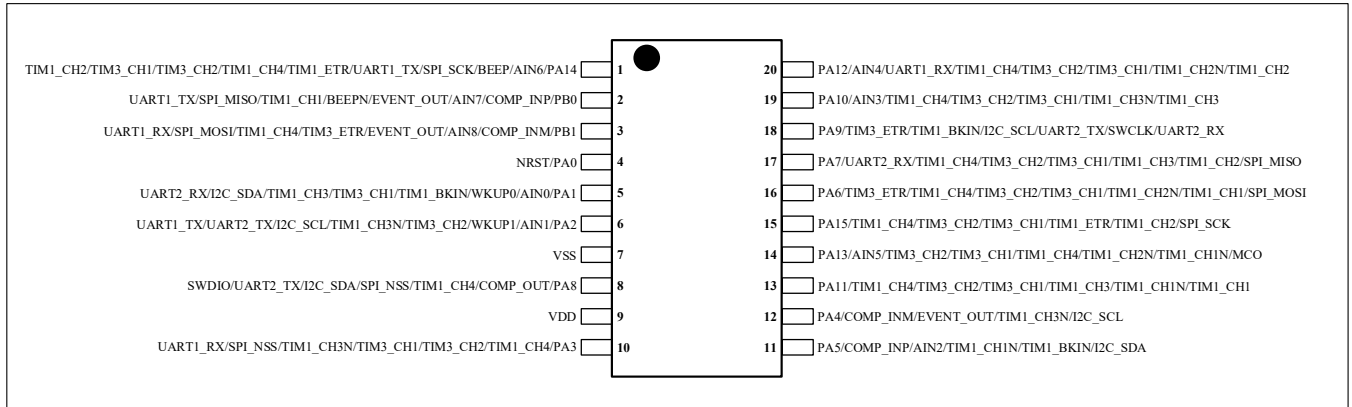 TIM1_CH2/TIM3_CH1/TIM3_CH2/TIM1_CH4/TIM1_ETR/UART1_TX/SPI_SCK/BEEP/AIN6/PA14 1 20 PA12/AIN4/UART1_RX/TIM1_CH4/TIM3_CH2/TIM3_CH1/TIM1_CH2N/TIM1_CH2
UART1_TX/SPI_MISO/TIM1_CH1/BEEPN/EVENT_OUT/AIN7/COMP_INP/PB0 2 19 PA10/AIN3/TIM1_CH4/TIM3_CH2/TIM3_CH1/TIM1_CH3N/TIM1_CH3
UART1_RX/SPI_MOSI/TIM1_CH4/TIM3_ETR/EVENT_OUT/AIN8/COMP_INM/PB1 3 18 PA9/TIM3_ETR/TIM1_BKIN/I2C_SCL/UART2_TX/SWCLK/UART2_RX
NRST/PA0 4 17 PA7/UART2_RX/TIM1_CH4/TIM3_CH2/TIM3_CH1/TIM1_CH3/TIM1_CH2/SPI_MISO
UART2_RX/I2C_SDA/TIM1_CH3/TIM3_CH1/TIM1_BKIN/WKUP0/AIN0/PA1 5 16 PA6/TIM3_ETR/TIM1_CH4/TIM3_CH2/TIM3_CH1/TIM1_CH2N/TIM1_CH1/SPI_MOSI
UART1_TX/UART2_TX/I2C_SCL/TIM1_CH3N/TIM3_CH2/WKUP1/AIN1/PA2 6 15 PA15/TIM1_CH4/TIM3_CH2/TIM3_CH1/TIM1_ETR/TIM1_CH2/SPI_SCK
VSS 7 14 PA13/AIN5/TIM3_CH2/TIM3_CH1/TIM1_CH4/TIM1_CH2N/TIM1_CH1N/MCO
SWDIO/UART2_TX/I2C_SDA/SPI_NSS/TIM1_CH4/COMP_OUT/PA8 8 13 PA11/TIM1_CH4/TIM3_CH2/TIM3_CH1/TIM1_CH3/TIM1_CH1N/TIM1_CH1
VDD 9 12 PA4/COMP_INM/EVENT_OUT/TIM1_CH3N/I2C_SCL
UART1_RX/SPI_NSS/TIM1_CH3N/TIM3_CH1/TIM3_CH2/TIM1_CH4/PA3 10 11 PA5/COMP_INP/AIN2/TIM1_CH1N/TIM1_BKIN/I2C_SDA